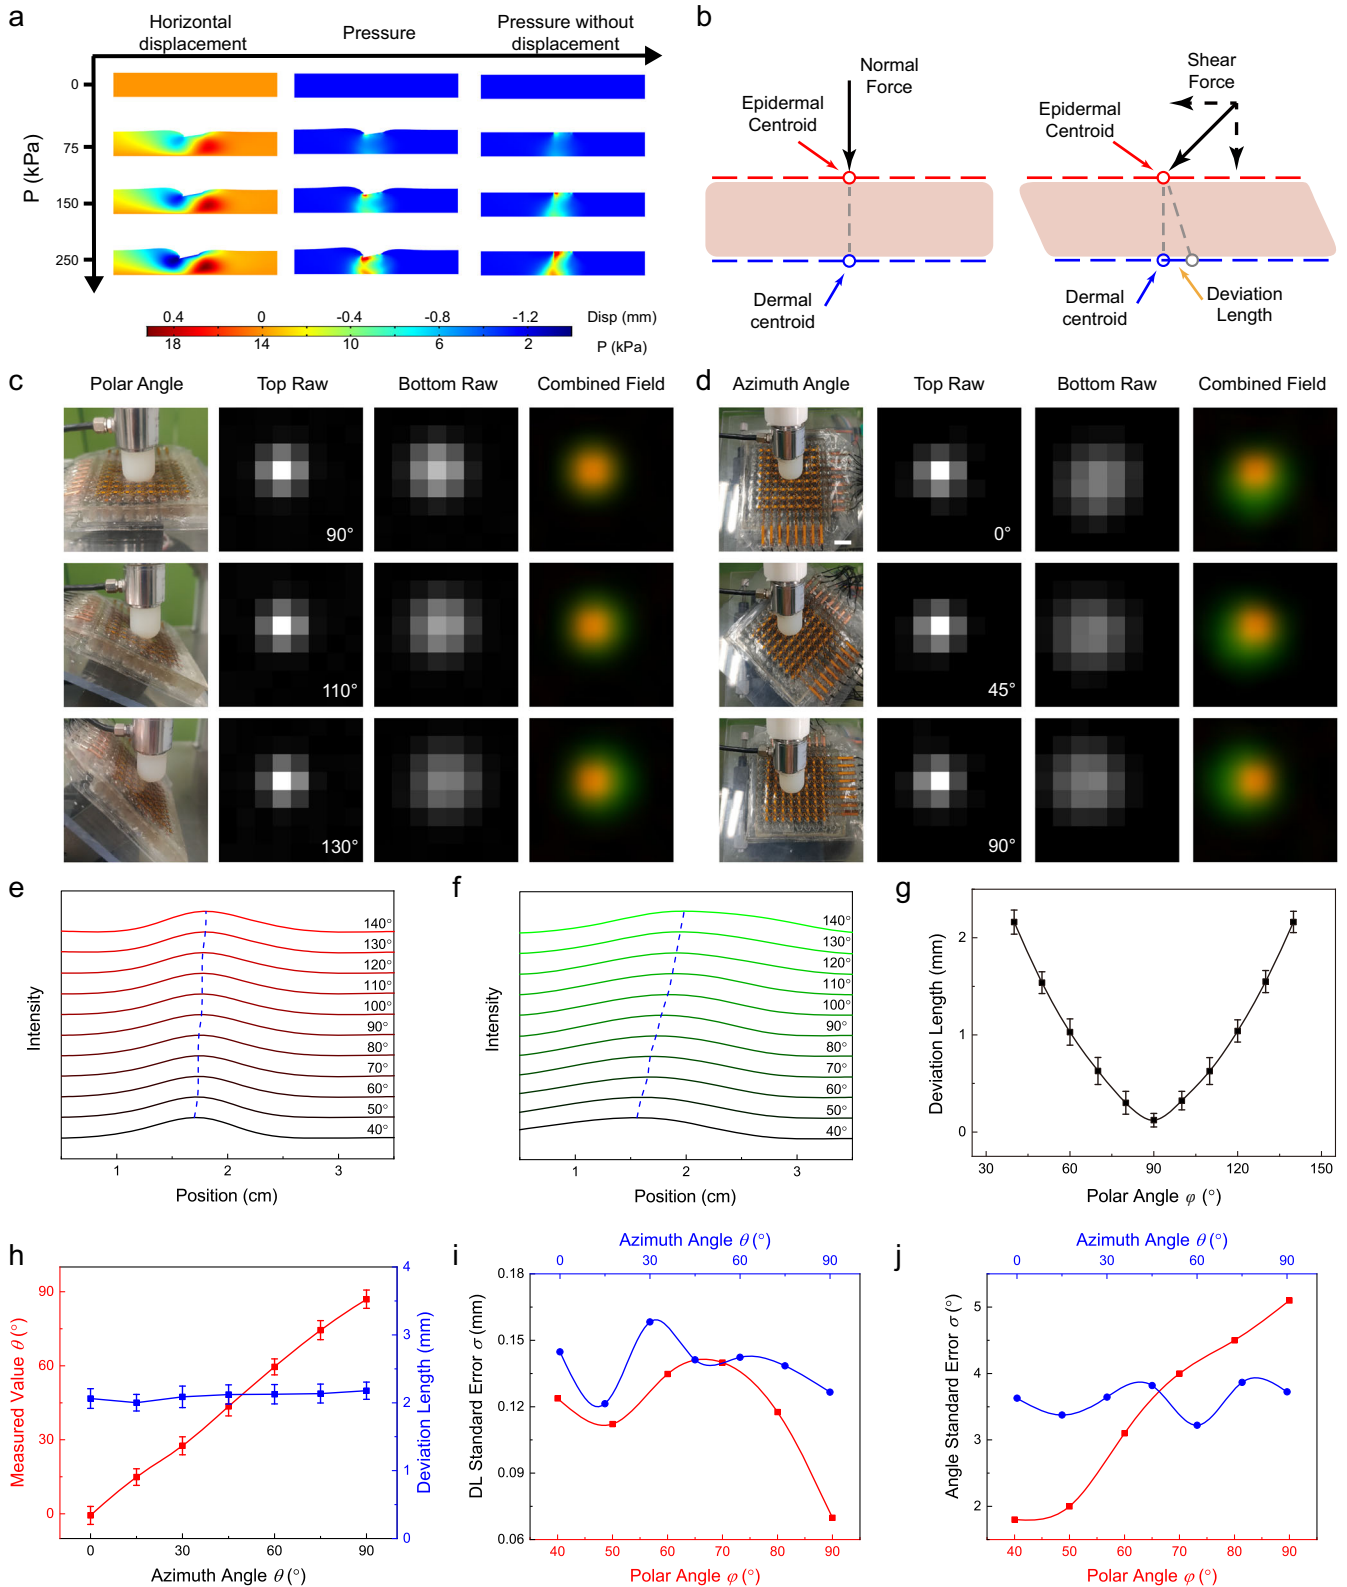 a
Horizontal
displacement
Pressure
Pressure without
displacement
P (kPa)
0
75
150
250
0.4 0 -0.4 -0.8 -1.2 Disp (mm)
18 14 10 6 2 P (kPa)
b
Normal
Force
Epidermal
Centroid
Dermal
centroid
Shear
Force
Epidermal
Centroid
Dermal
centroid
Deviation
Length
c
Polar Angle Top Raw Bottom Raw Combined Field
90°
110°
130°
d
Azimuth Angle Top Raw Bottom Raw Combined Field
0°
45°
90°
e
Intensity
140°
130°
120°
110°
100°
90°
80°
70°
60°
50°
40°
1 2 3
Position (cm)
f
Intensity
140°
130°
120°
110°
100°
90°
80°
70°
60°
50°
40°
1 2 3
Position (cm)
g
Deviation Length (mm)
2
1
0
30 60 90 120 150
Polar Angle φ (°)
h
Measured Value θ (°)
90
60
30
0
0 30 60 90
Azimuth Angle θ (°)
4
3
2
1
0
Deviation Length (mm)
i
Azimuth Angle θ (°)
0 30 60 90
DL Standard Error σ (mm)
0.18
0.15
0.12
0.09
0.06
40 50 60 70 80 90
Polar Angle φ (°)
j
Azimuth Angle θ (°)
0 30 60 90
Angle Standard Error σ (°)
5
4
3
2
40 50 60 70 80 90
Polar Angle φ (°)